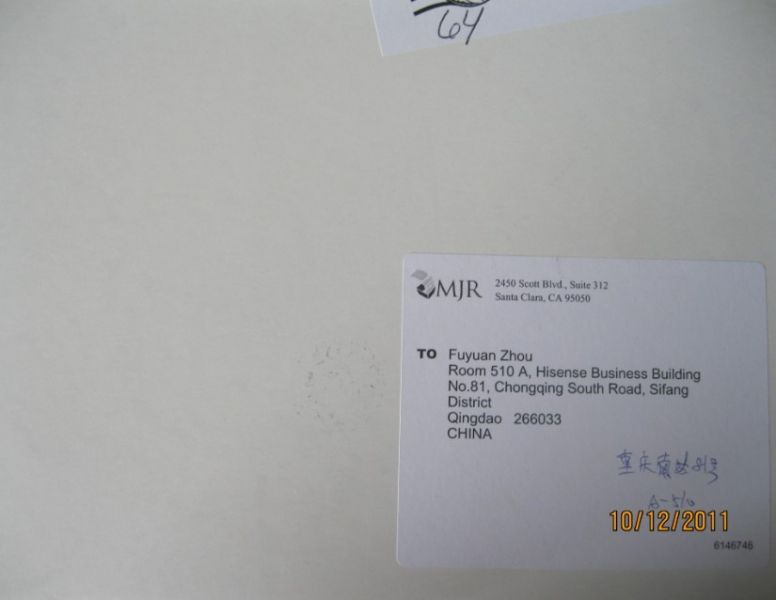 64
MJR 2450 Scott Blvd., Suite 312
Santa Clara, CA 95050
TO Fuyuan Zhou
Room 510 A, Hisense Business Building
No.81, Chongqing South Road, Sifang
District
Qingdao 266033
CHINA
重庆南路81号
A-510
10/12/2011
6146746